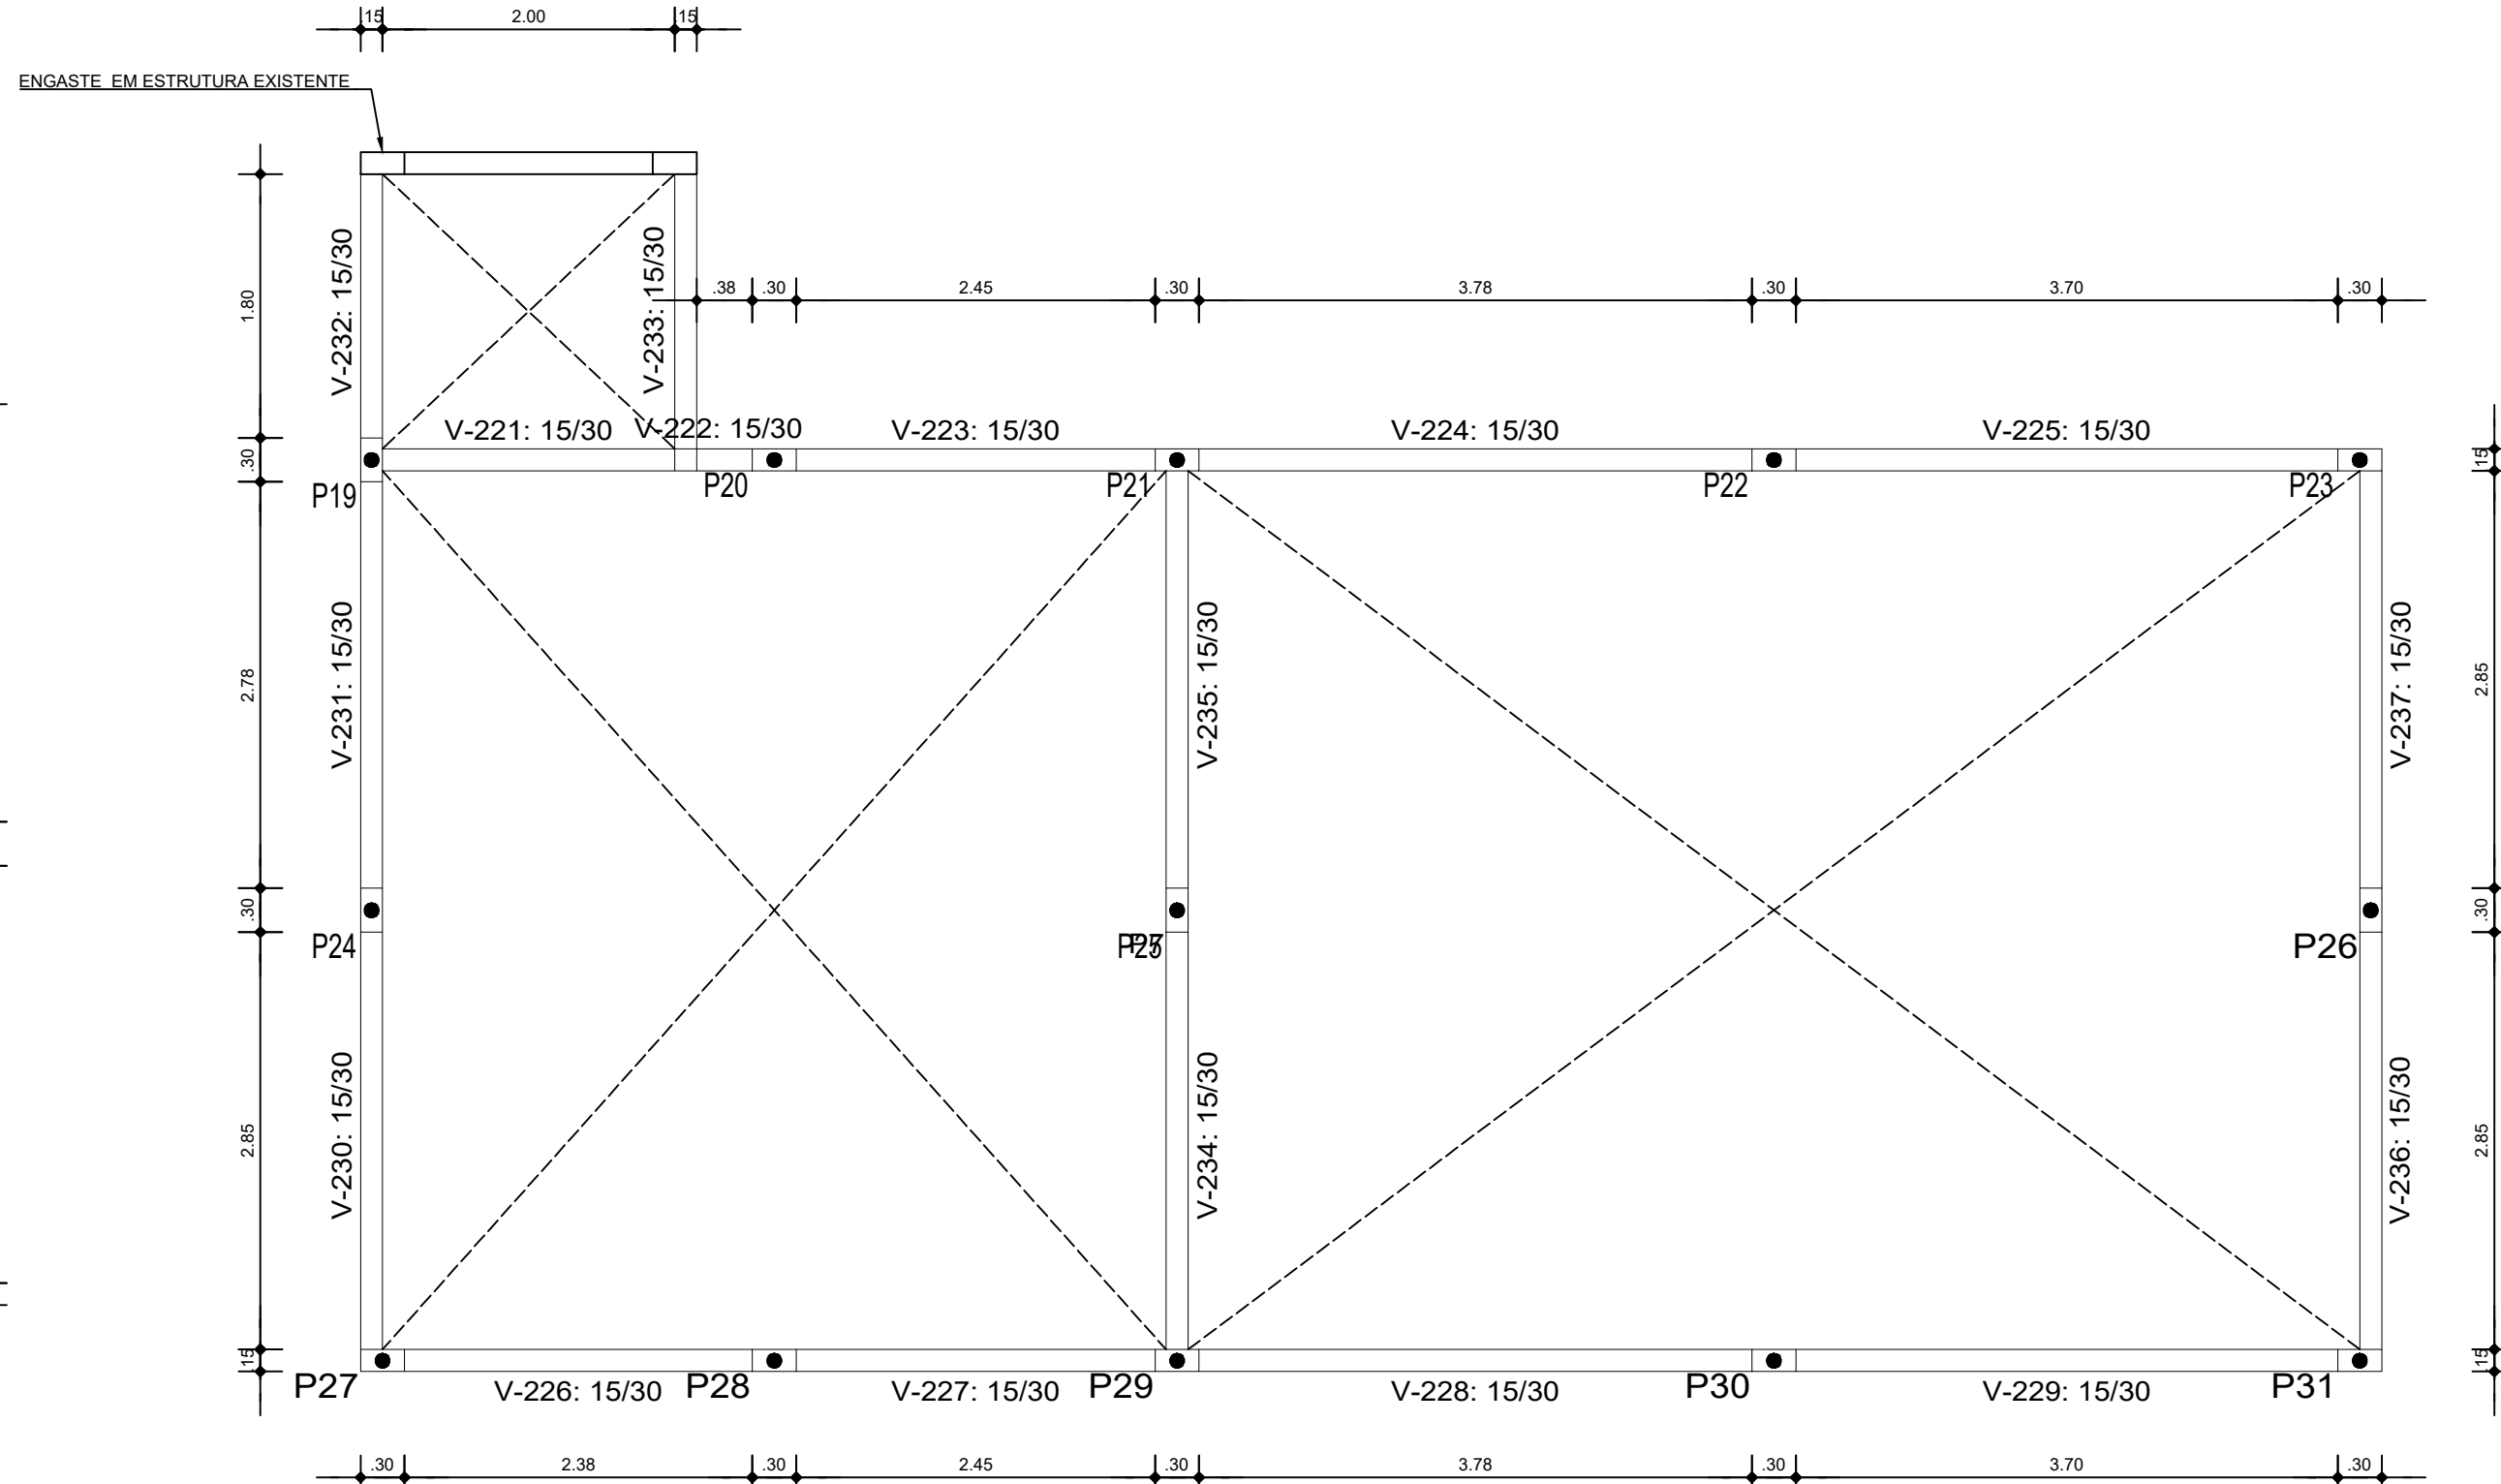 .15 2.00 .15
ENGASTE EM ESTRUTURA EXISTENTE
V-232: 15/30
V-233: 15/30
1.80
.38 .30 2.45 .30 3.78 .30 3.70 .30
V-221: 15/30 V-222: 15/30 V-223: 15/30 V-224: 15/30 V-225: 15/30
.30
.15
P19 P20 P21 P22 P23
2.78
V-231: 15/30
V-235: 15/30
V-237: 15/30
2.85
.30
.30
P24 P25 P26
2.85
V-230: 15/30
V-234: 15/30
V-236: 15/30
2.85
.15
.15
P27 V-226: 15/30 P28 V-227: 15/30 P29 V-228: 15/30 P30 V-229: 15/30 P31
.30 2.38 .30 2.45 .30 3.78 .30 3.70 .30